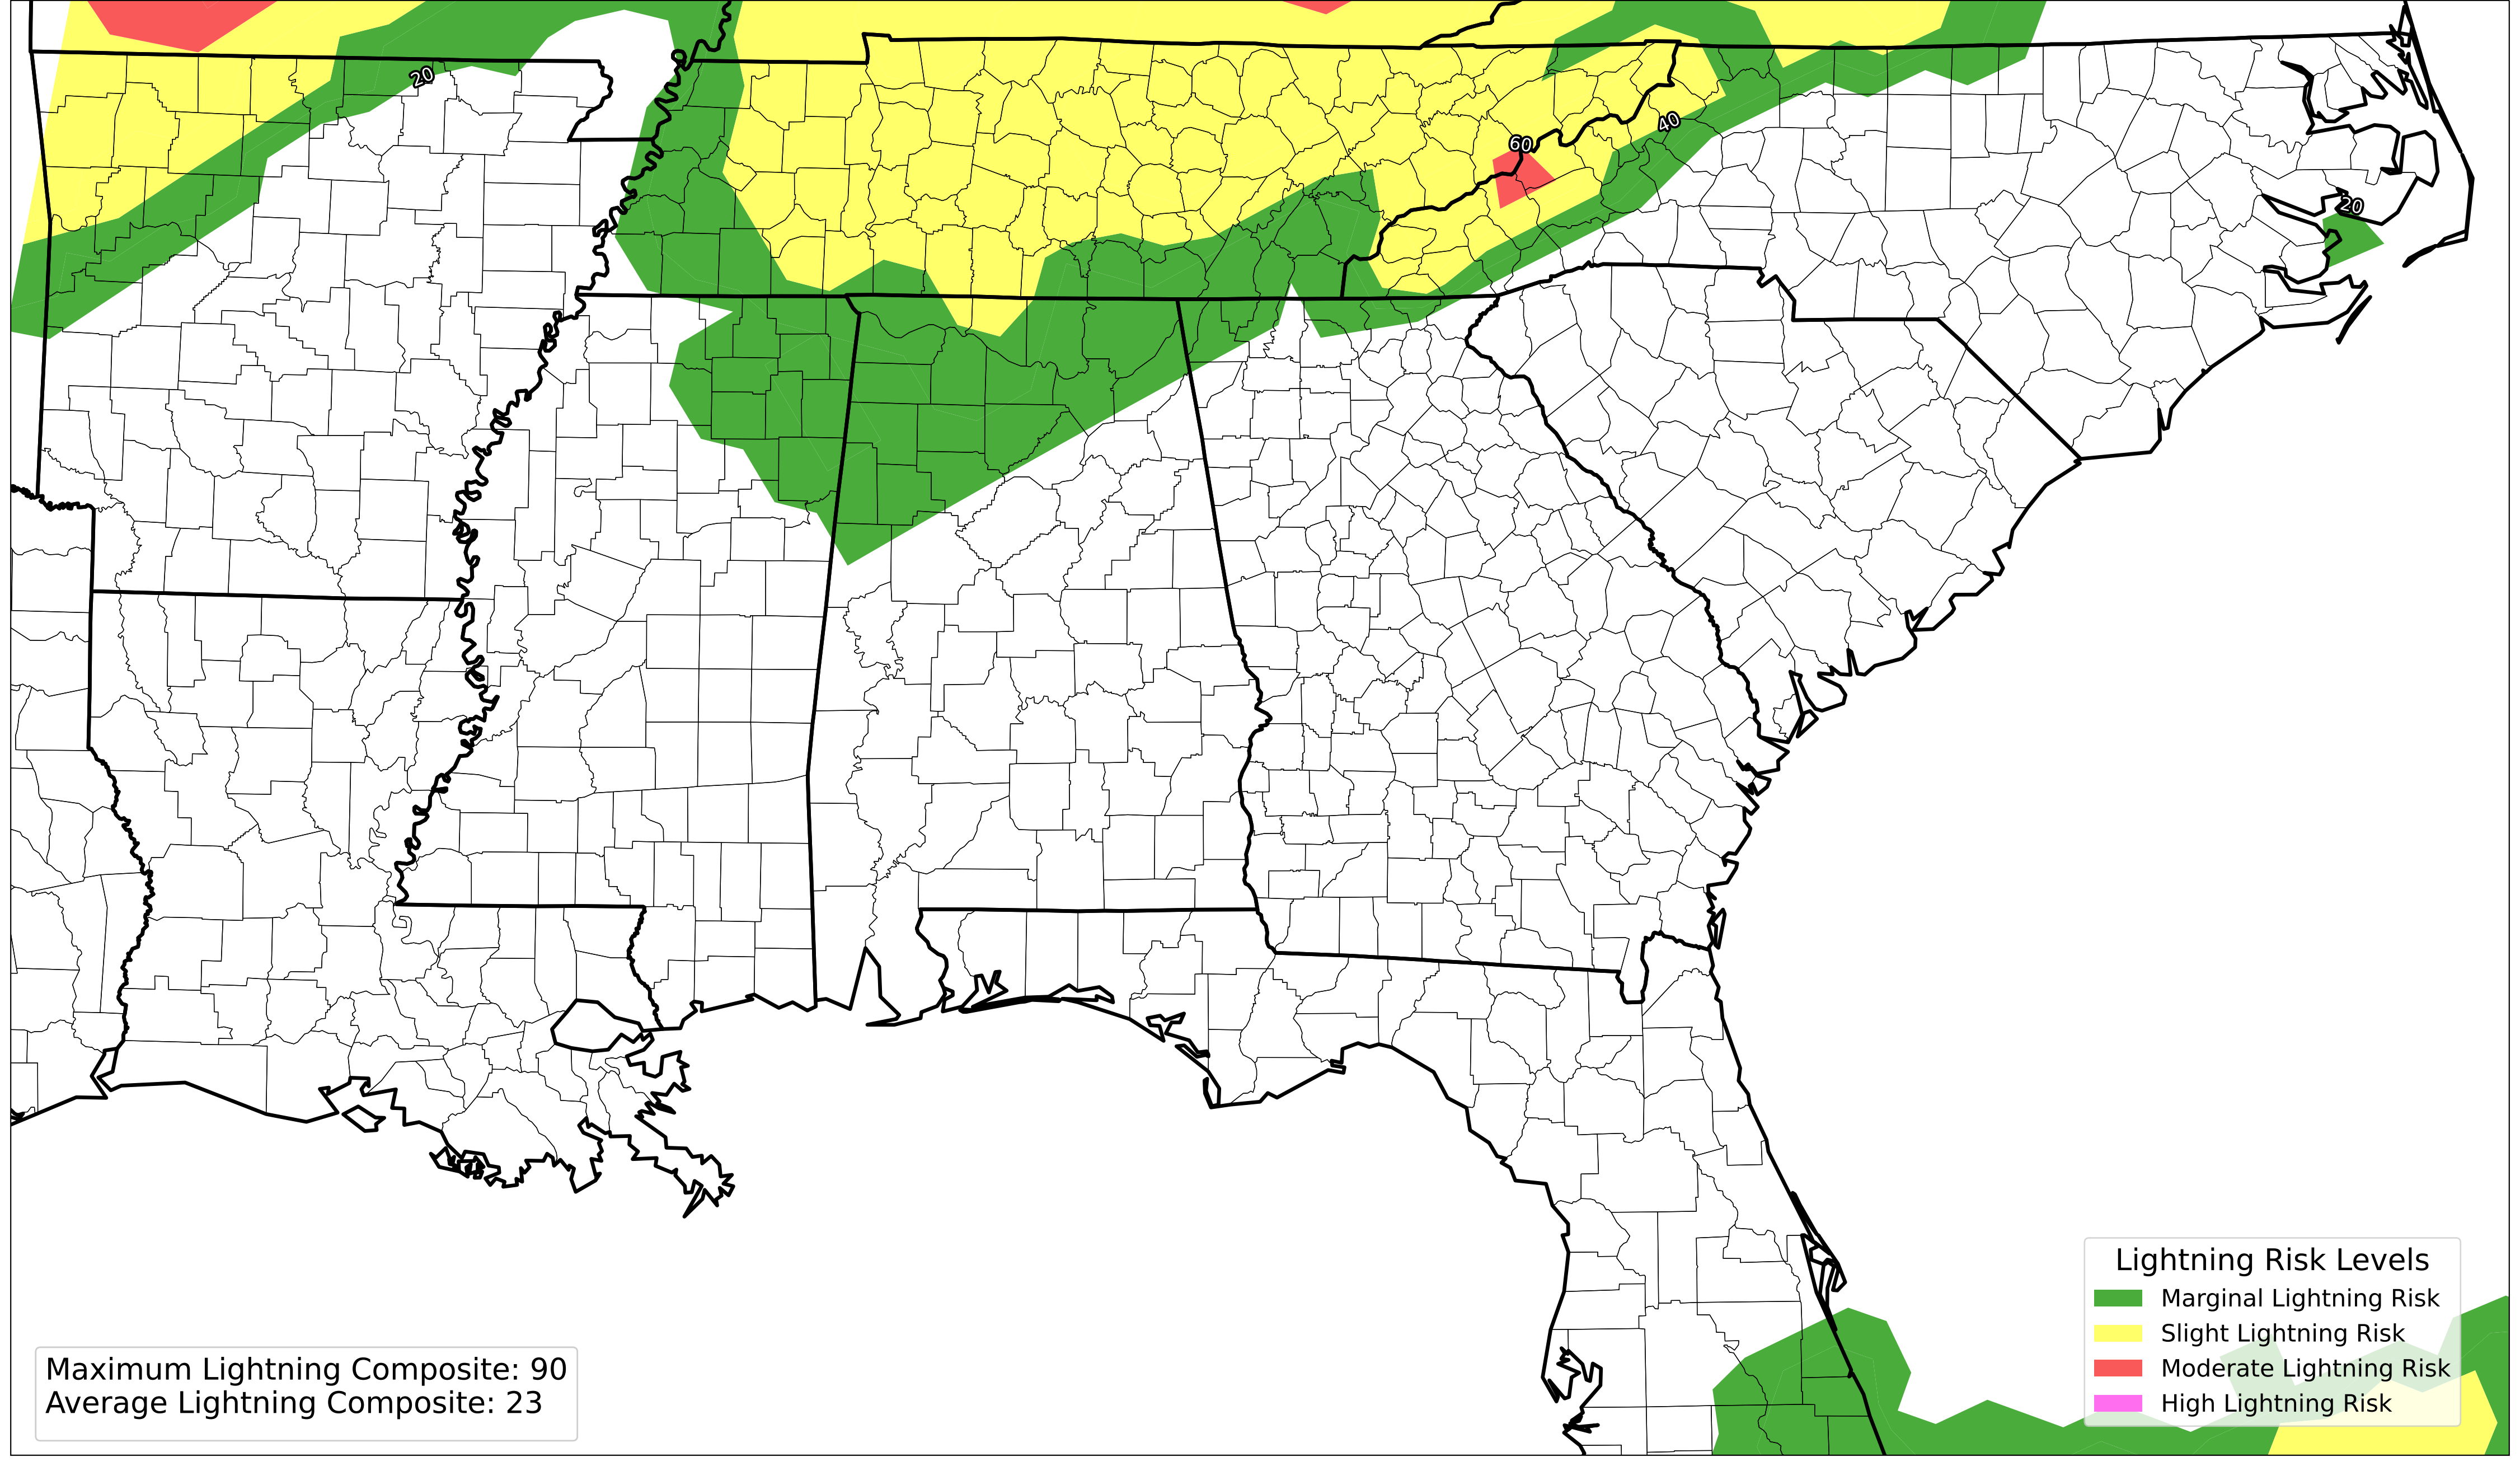 20
60
40
20
Lightning Risk Levels
Marginal Lightning Risk
Slight Lightning Risk
Moderate Lightning Risk
High Lightning Risk
Maximum Lightning Composite: 90
Average Lightning Composite: 23